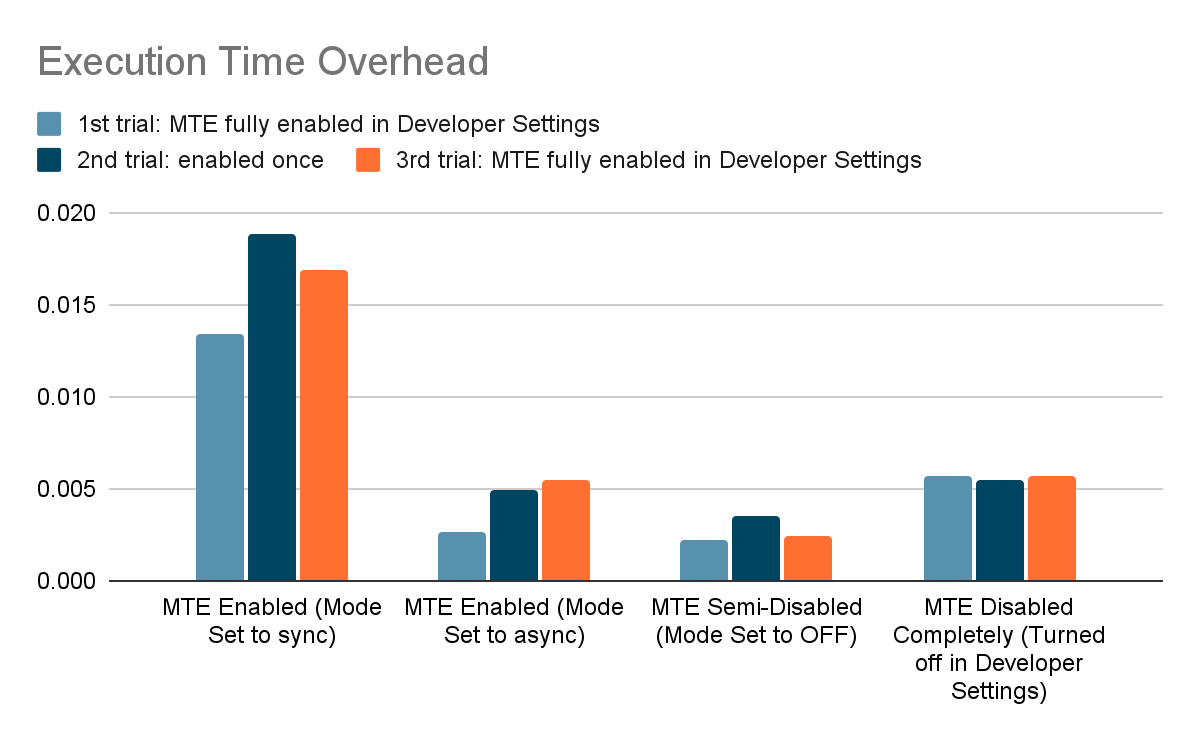 Execution Time Overhead
1st trial: MTE fully enabled in Developer Settings
2nd trial: enabled once
3rd trial: MTE fully enabled in Developer Settings
0.020
0.015
0.010
0.005
0.000
MTE Enabled (Mode
Set to sync)
MTE Enabled (Mode
Set to async)
MTE Semi-Disabled
(Mode Set to OFF)
MTE Disabled
Completely (Turned
off in Developer
Settings)